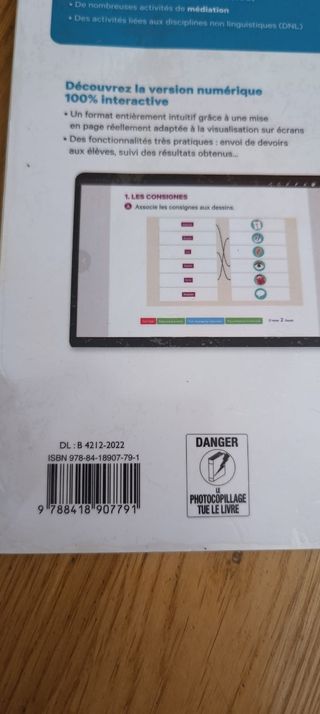 • De nombreuses activités de médiation
• Des activités liées aux disciplines non linguistiques (DNL)
Découvrez la version numérique
100% interactive
• Un format entièrement intuitif grâce à une mise
en page réellement adaptée à la visualisation sur écrans
• Des fonctionnalités très pratiques : envoi de devoirs
aux élèves, suivi des résultats obtenus...
1. LES CONSIGNES
A Associe les consignes aux dessins.
DL : B 4212-2022
ISBN 978-84-18907-79-1
9 788418 907791
DANGER
LE
PHOTOCOPILLAGE
TUE LE LIVRE